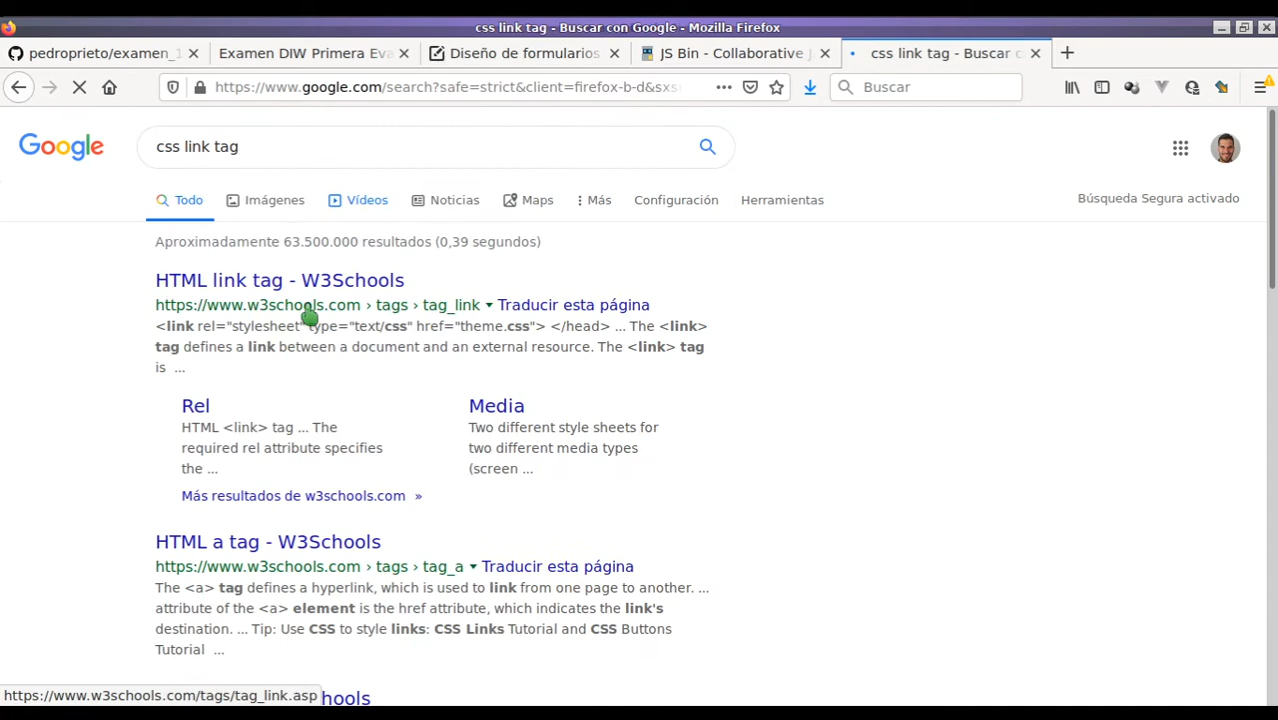 css link tag - Buscar con Google - Mozilla Firefox
pedroprieto/examen_1
Examen DIW Primera Eva
Diseño de formularios
JS Bin - Collaborative J
css link tag - Buscar c
https://www.google.com/search?safe=strict&client=firefox-b-d&sxs
Buscar
Google
css link tag
Todo
Imágenes
Vídeos
Noticias
Maps
Más
Configuración
Herramientas
Búsqueda Segura activado
Aproximadamente 63.500.000 resultados (0,39 segundos)
HTML link tag - W3Schools
https://www.w3schools.com › tags › tag_link Traducir esta página
<link rel="stylesheet" type="text/css" href="theme.css"> </head> ... The <link>
tag defines a link between a document and an external resource. The <link> tag
is ...
Rel
HTML <link> tag ... The
required rel attribute specifies
the ...
Media
Two different style sheets for
two different media types
(screen ...
Más resultados de w3schools.com »
HTML a tag - W3Schools
https://www.w3schools.com › tags › tag_a Traducir esta página
The <a> tag defines a hyperlink, which is used to link from one page to another. ...
attribute of the <a> element is the href attribute, which indicates the link's
destination. ... Tip: Use CSS to style links: CSS Links Tutorial and CSS Buttons
Tutorial ...
https://www.w3schools.com/tags/tag_link.asp
hools